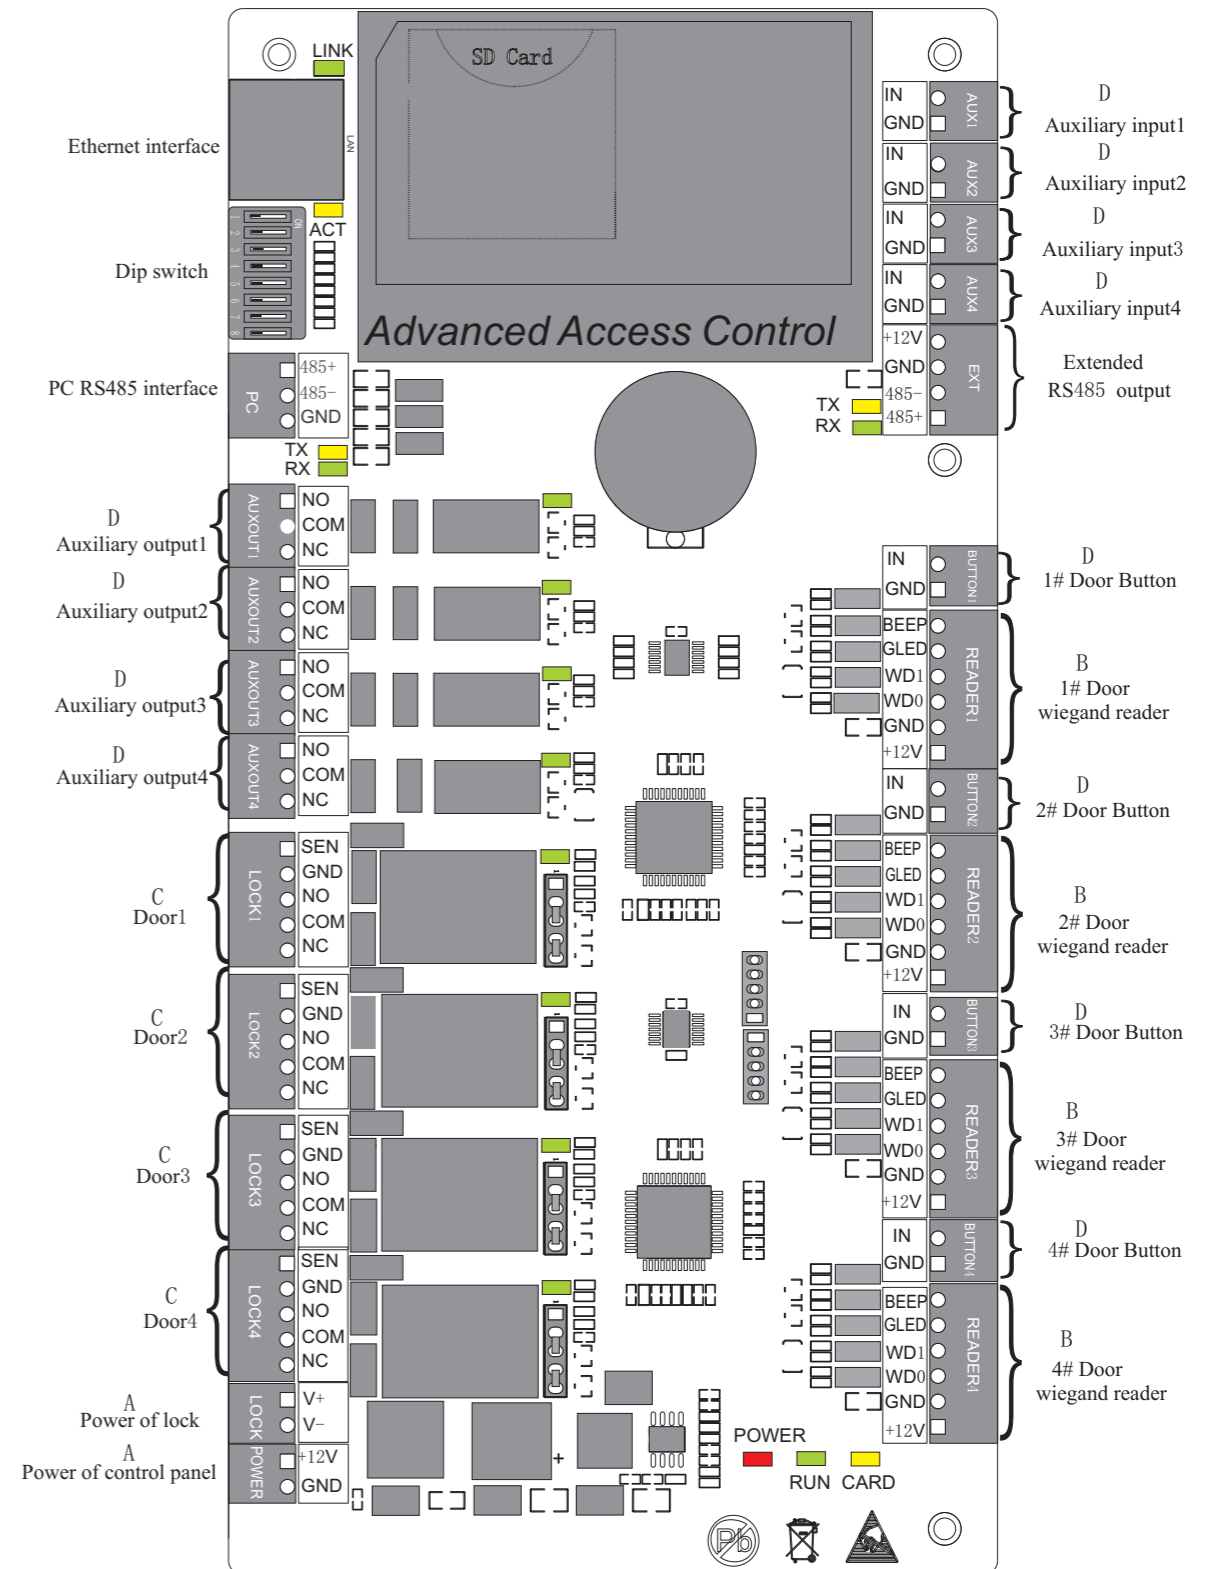 LINK
SD Card
LAN
Ethernet interface
ACT
ON
1
2
3
4
5
6
7
8
Dip switch
Advanced Access Control
PC RS485 interface
PC
485+
485-
GND
TX
RX
D
Auxiliary output1
AUXOUT1
NO
COM
NC
D
Auxiliary output2
AUXOUT2
NO
COM
NC
D
Auxiliary output3
AUXOUT3
NO
COM
NC
D
Auxiliary output4
AUXOUT4
NO
COM
NC
C
Door1
LOCK1
SEN
GND
NO
COM
NC
C
Door2
LOCK2
SEN
GND
NO
COM
NC
C
Door3
LOCK3
SEN
GND
NO
COM
NC
C
Door4
LOCK4
SEN
GND
NO
COM
NC
A
Power of lock
LOCK
V+
V-
A
Power of control panel
POWER
+12V
GND
IN
GND
AUX1
D
Auxiliary input1
IN
GND
AUX2
D
Auxiliary input2
IN
GND
AUX3
D
Auxiliary input3
IN
GND
AUX4
D
Auxiliary input4
+12V
GND
485-
485+
EXT
Extended
RS485 output
TX
RX
IN
GND
BUTTON1
D
1# Door Button
BEEP
GLED
WD1
WD0
GND
+12V
READER1
B
1# Door
wiegand reader
IN
GND
BUTTON2
D
2# Door Button
BEEP
GLED
WD1
WD0
GND
+12V
READER2
B
2# Door
wiegand reader
IN
GND
BUTTON3
D
3# Door Button
BEEP
GLED
WD1
WD0
GND
+12V
READER3
B
3# Door
wiegand reader
IN
GND
BUTTON4
D
4# Door Button
BEEP
GLED
WD1
WD0
GND
+12V
READER4
B
4# Door
wiegand reader
+
POWER
RUN CARD
Pb